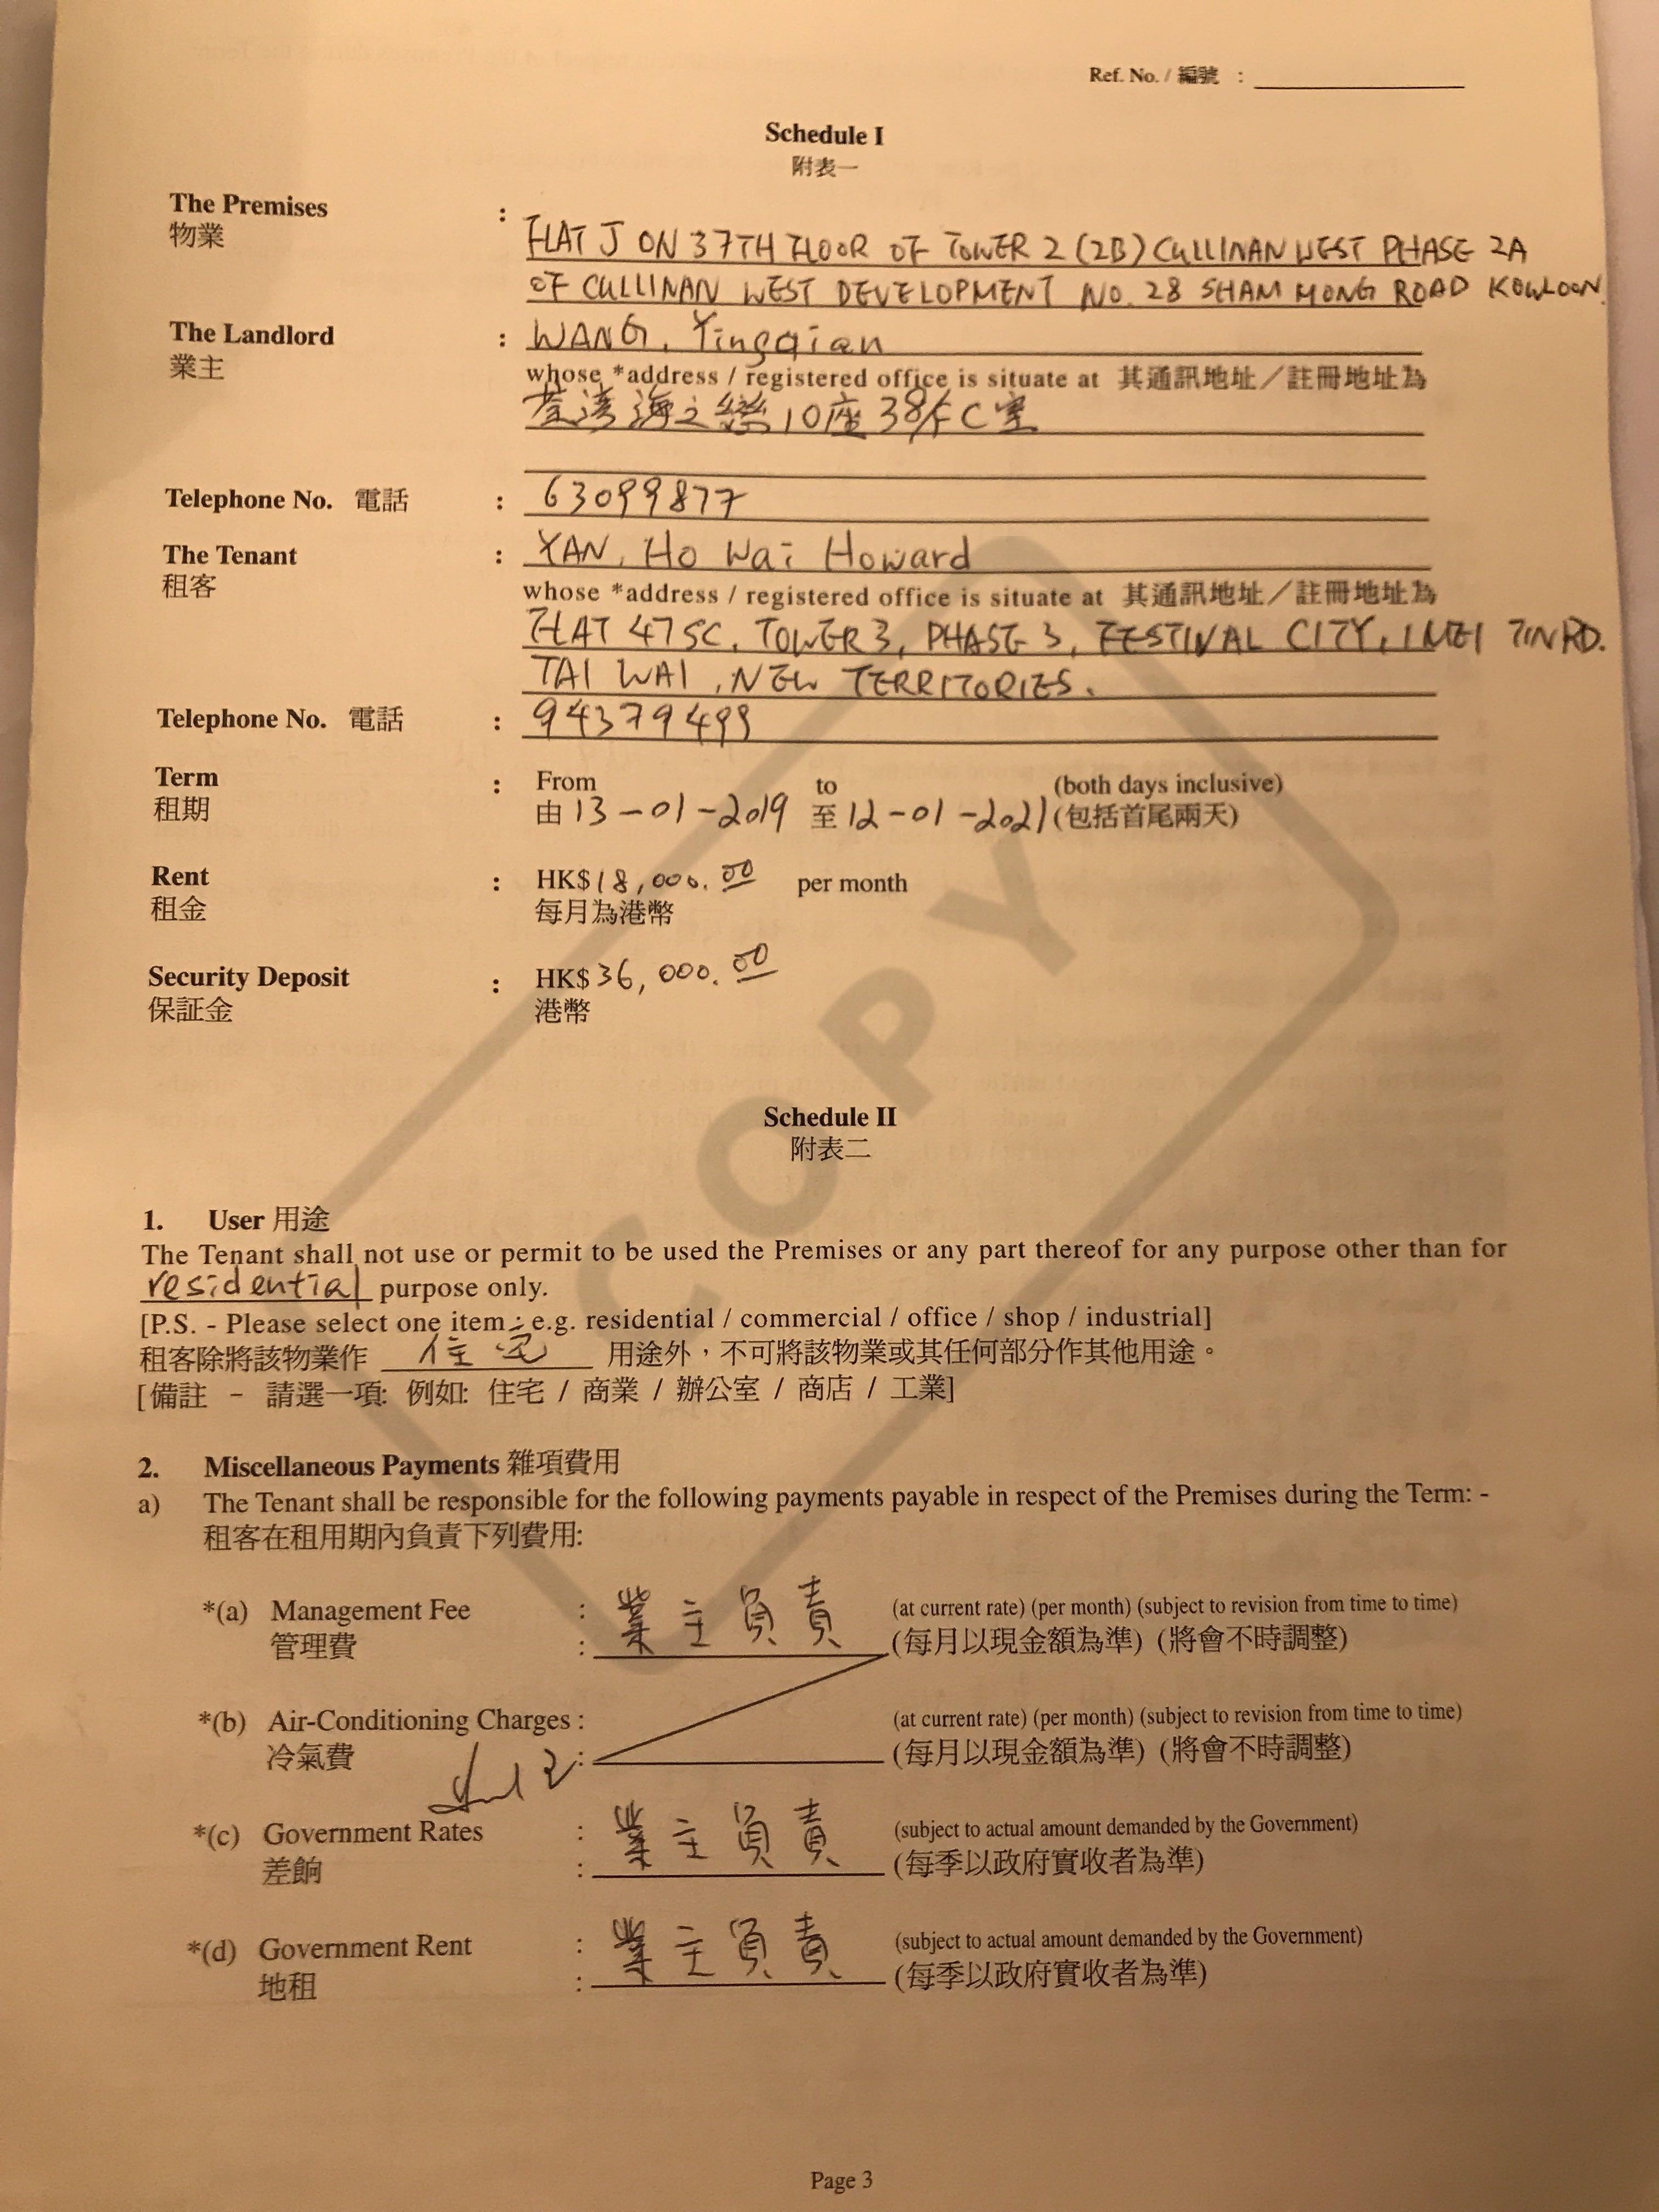 Ref. No. / 編號 :
Schedule I
附表一
The Premises :
物業
FLAT J ON 37TH FLOOR OF TOWER 2 (2B) CULLINAN WEST PHASE 2A
OF CULLINAN WEST DEVELOPMENT NO. 28 SHAM MONG ROAD KOWLOON.
The Landlord : WANG, Yingqian
業主
whose *address / registered office is situate at 其通訊地址／註冊地址為
荃湾海之戀10座38/F C室
Telephone No. 電話 : 63099877
The Tenant : YAN, Ho Wai Howard
租客
whose *address / registered office is situate at 其通訊地址／註冊地址為
FLAT 475C, TOWER 3, PHASE 3, FESTIVAL CITY, 1 MEI TIN RD.
TAI WAI, NEW TERRITORIES.
Telephone No. 電話 : 94379499
Term : From to (both days inclusive)
租期 由 13-01-2019 至 12-01-2021 (包括首尾兩天)
Rent : HK$18,000.00 per month
租金 每月為港幣
Security Deposit : HK$36,000.00
保証金 港幣
COPY
Schedule II
附表二
1. User 用途
The Tenant shall not use or permit to be used the Premises or any part thereof for any purpose other than for
residential purpose only.
[P.S. - Please select one item : e.g. residential / commercial / office / shop / industrial]
租客除將該物業作 住宅 用途外，不可將該物業或其任何部分作其他用途。
[備註 - 請選一項: 例如: 住宅 / 商業 / 辦公室 / 商店 / 工業]
2. Miscellaneous Payments 雜項費用
a) The Tenant shall be responsible for the following payments payable in respect of the Premises during the Term: -
租客在租用期內負責下列費用:
*(a) Management Fee : 業主負責 (at current rate) (per month) (subject to revision from time to time)
管理費 : (每月以現金額為準) (將會不時調整)
*(b) Air-Conditioning Charges : (at current rate) (per month) (subject to revision from time to time)
冷氣費 : (每月以現金額為準) (將會不時調整)
*(c) Government Rates : 業主負責 (subject to actual amount demanded by the Government)
差餉 : (每季以政府實收者為準)
*(d) Government Rent : 業主負責 (subject to actual amount demanded by the Government)
地租 : (每季以政府實收者為準)
Page 3